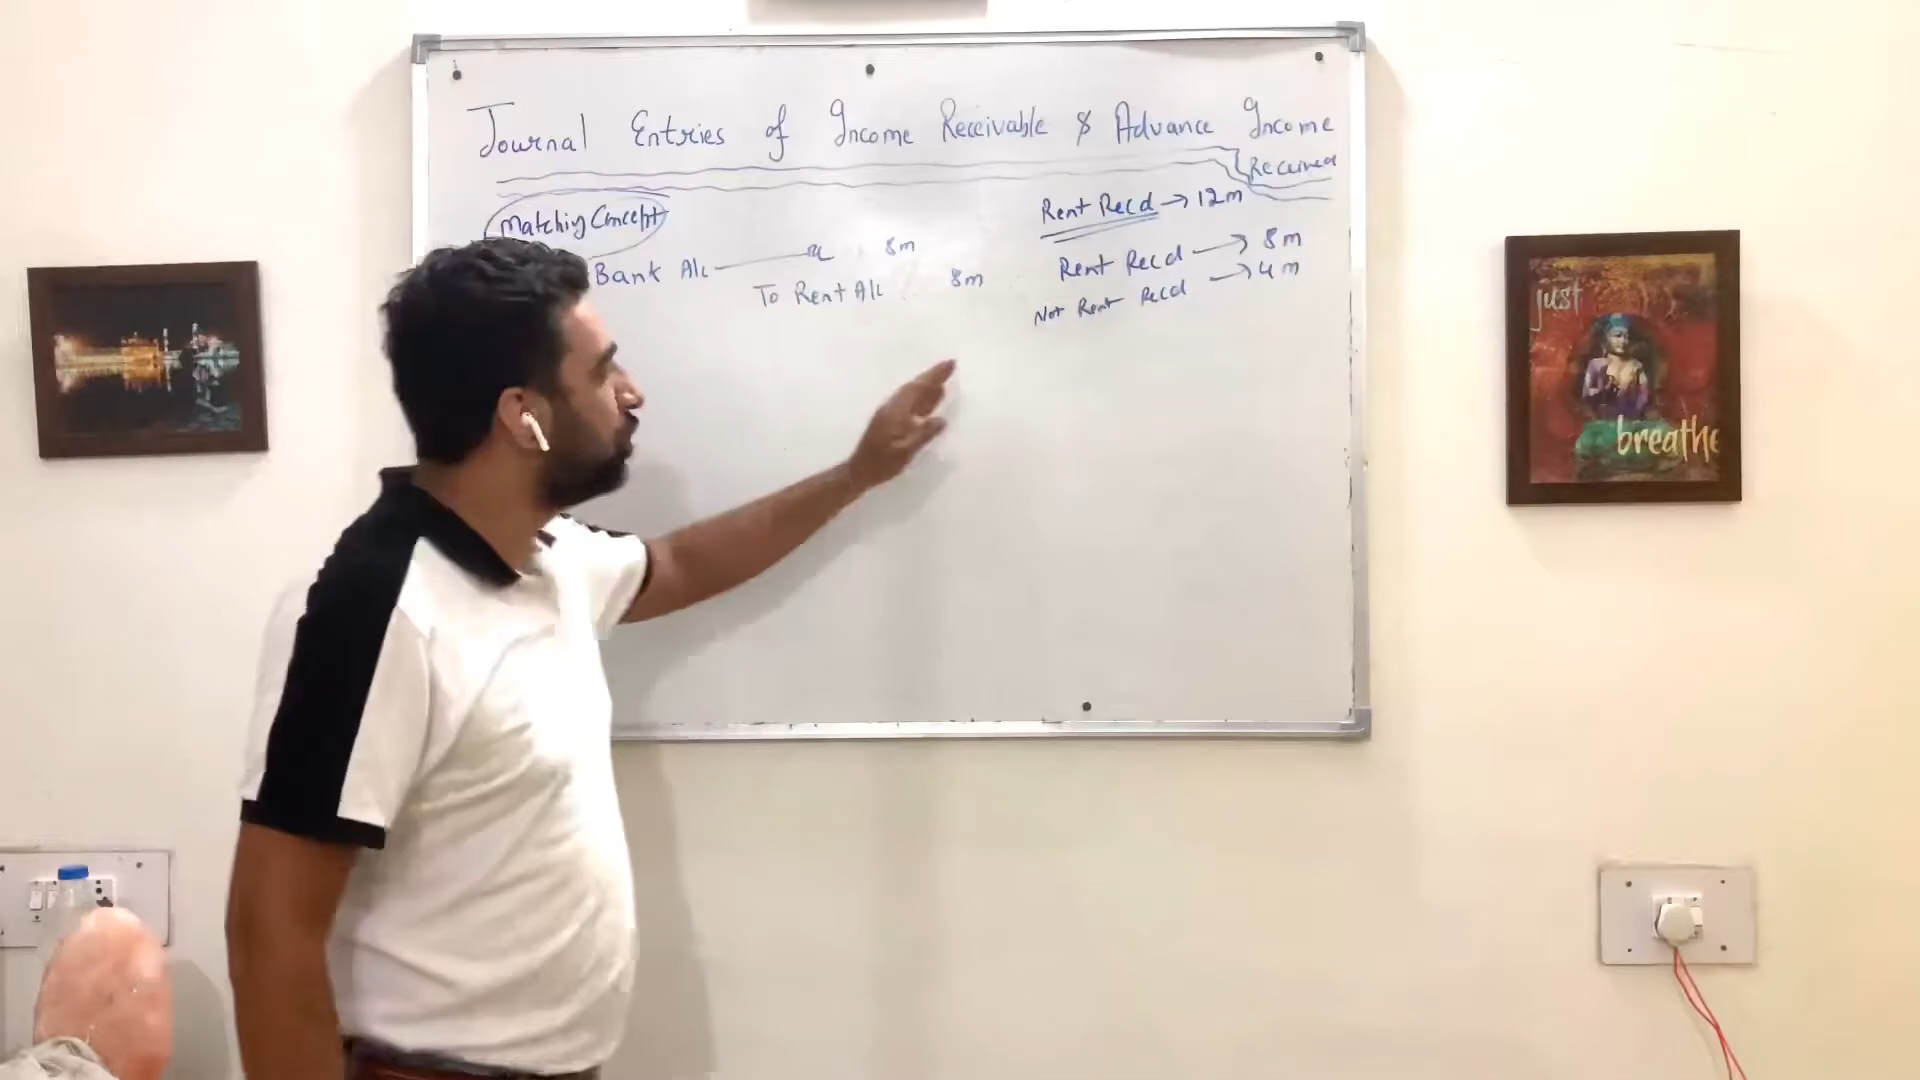 Journal Entries of Income Receivable & Advance Income
Received
Matching Concept
Bank A/c 8m
To Rent A/c 8m
Rent Recd → 12m
Rent Recd → 8m
Not Rent Recd → 4m
just
breathe